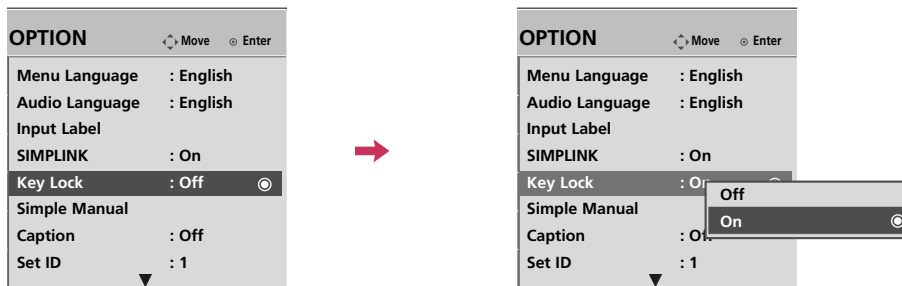 OPTION Move Enter
Menu Language : English
Audio Language : English
Input Label
SIMPLINK : On
Key Lock : Off
Simple Manual
Caption : Off
Set ID : 1
OPTION Move Enter
Menu Language : English
Audio Language : English
Input Label
SIMPLINK : On
Key Lock : On
Simple Manual
Caption : Of
Set ID : 1
Off
On